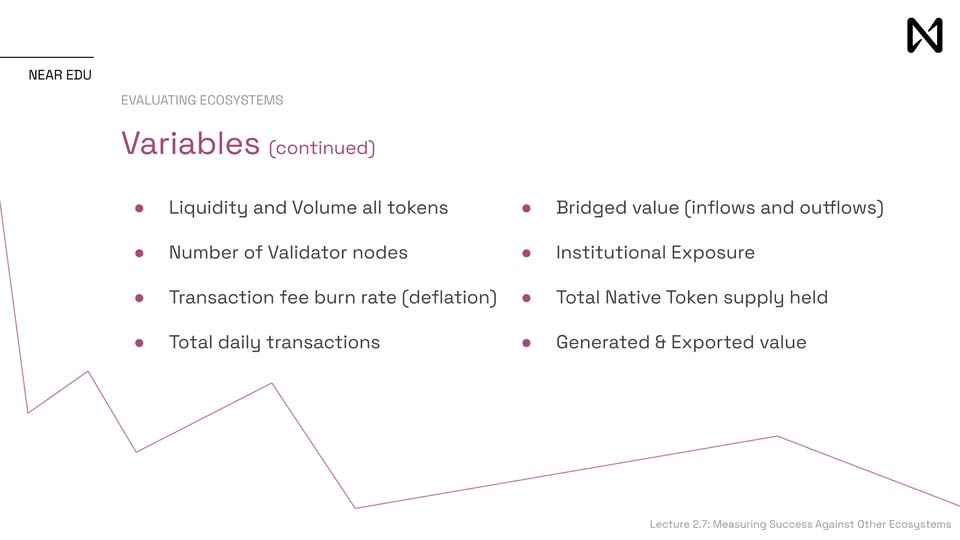 NEAR EDU
EVALUATING ECOSYSTEMS
Variables (continued)
Liquidity and Volume all tokens
Number of Validator nodes
Transaction fee burn rate (deflation)
Total daily transactions
Bridged value (inflows and outflows)
Institutional Exposure
Total Native Token supply held
Generated & Exported value
Lecture 2.7: Measuring Success Against Other Ecosystems